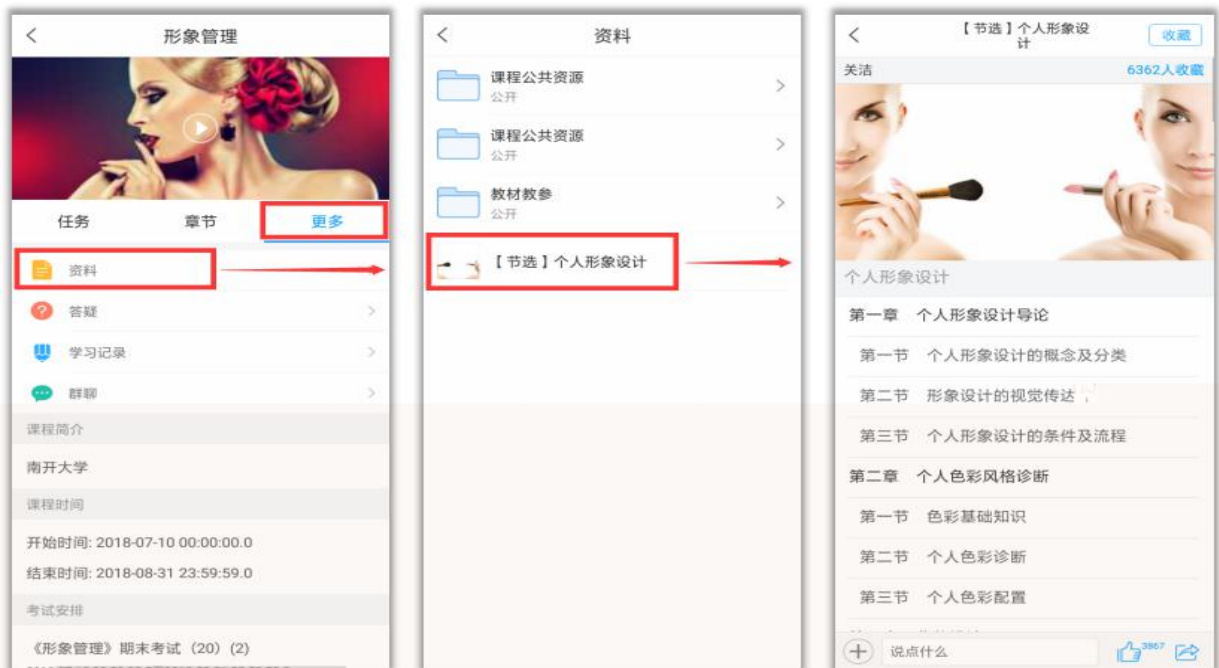 形象管理
任务
章节
更多
资料
答疑
学习记录
群聊
课程简介
南开大学
课程时间
开始时间: 2018-07-10 00:00:00.0
结束时间: 2018-08-31 23:59:59.0
考试安排
《形象管理》期末考试（20）(2)
资料
课程公共资源
公开
课程公共资源
公开
教材教参
公开
【节选】个人形象设计
【节选】个人形象设
计
收藏
关洁
6362人收藏
个人形象设计
第一章 个人形象设计导论
第一节 个人形象设计的概念及分类
第二节 形象设计的视觉传达
第三节 个人形象设计的条件及流程
第二章 个人色彩风格诊断
第一节 色彩基础知识
第二节 个人色彩诊断
第三节 个人色彩配置
说点什么
3867